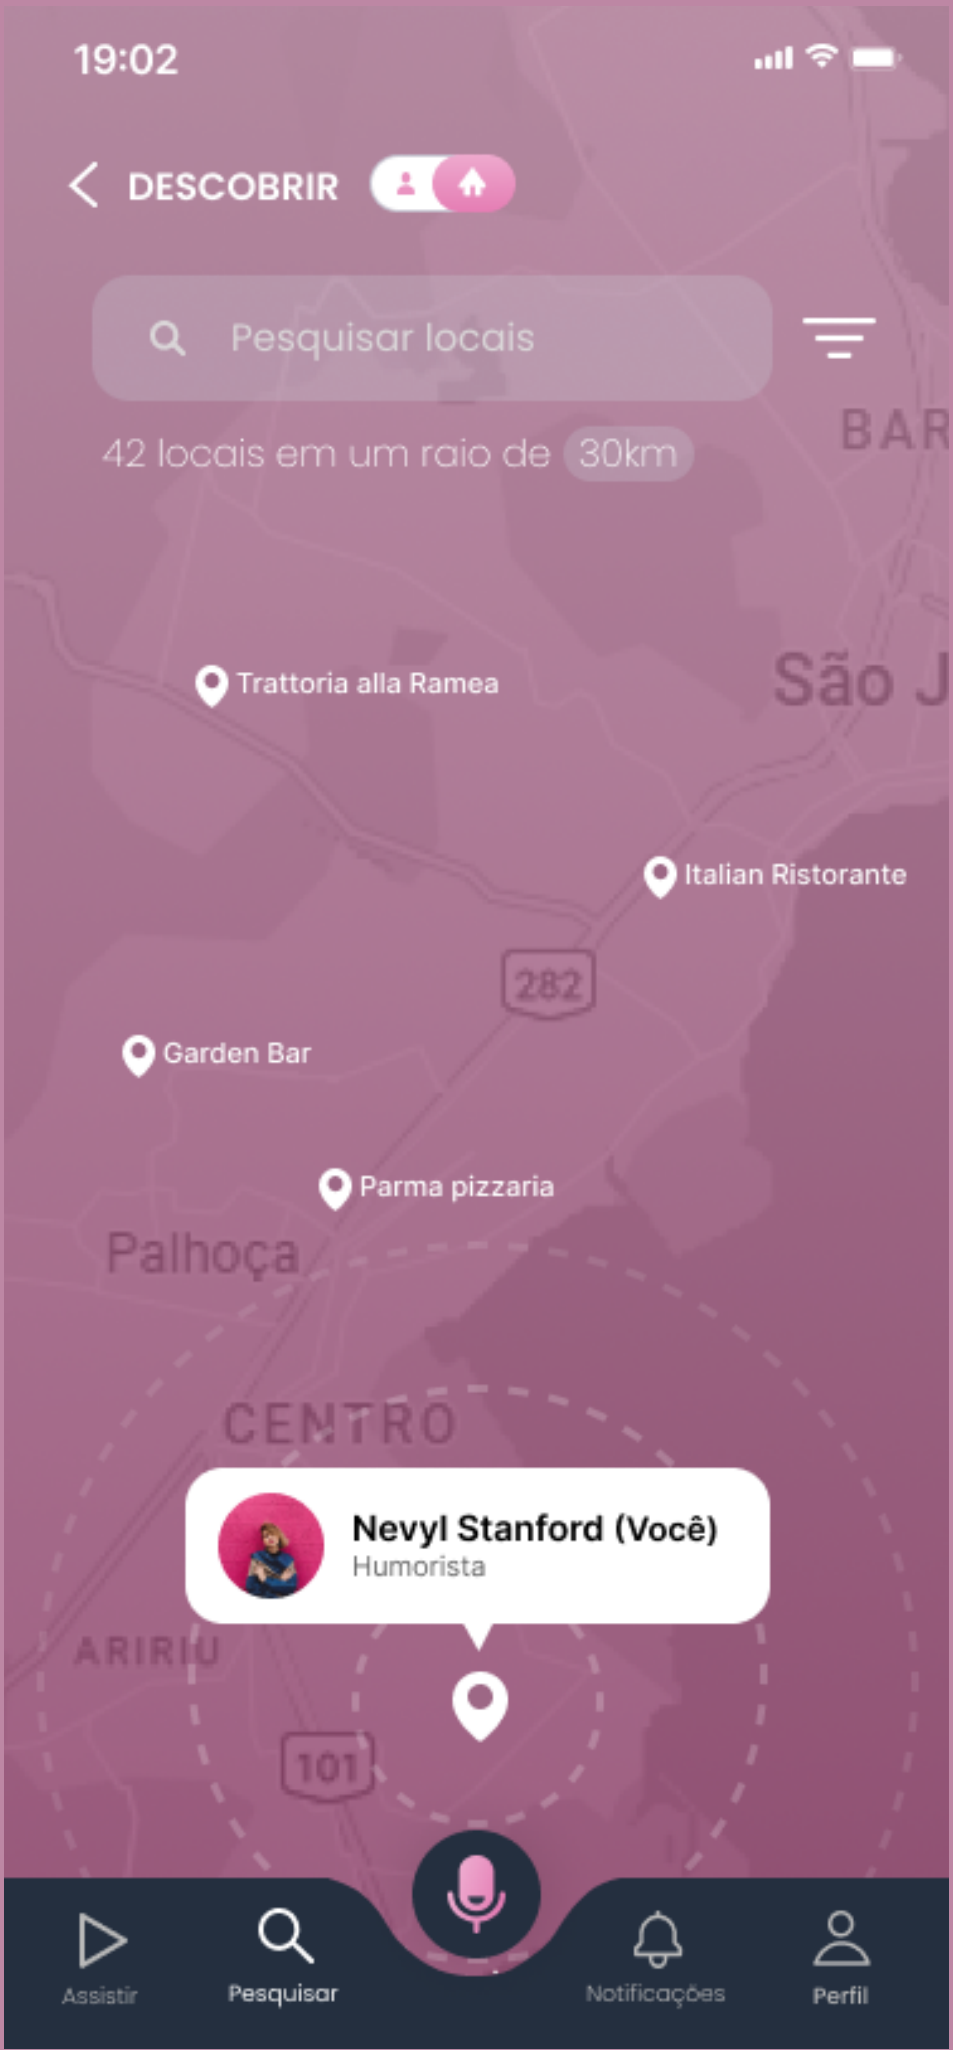 19:02
DESCOBRIR
Pesquisar locais
BAR
42 locais em um raio de 30km
São J
Trattoria alla Ramea
Italian Ristorante
282
Garden Bar
Parma pizzaria
Palhoça
CENTRO
Nevyl Stanford (Você)
Humorista
ARIRIU
101
Assistir
Pesquisar
Notificações
Perfil